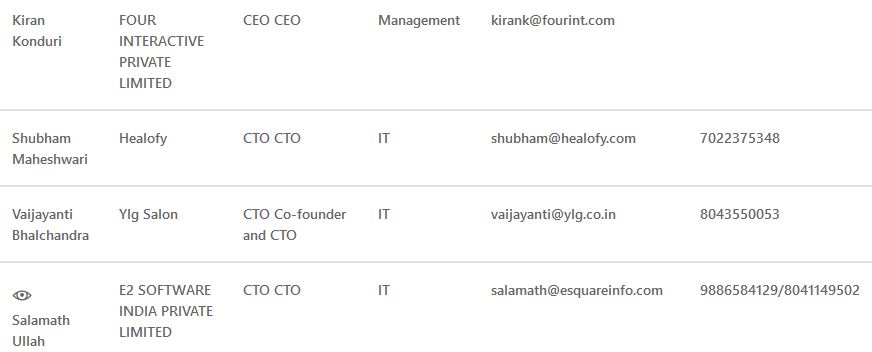 Kiran Konduri
FOUR INTERACTIVE PRIVATE LIMITED
CEO CEO
Management
kirank@fourint.com
Shubham Maheshwari
Healofy
CTO CTO
IT
shubham@healofy.com
7022375348
Vaijayanti Bhalchandra
Ylg Salon
CTO Co-founder and CTO
IT
vaijayanti@ylg.co.in
8043550053
Salamath Ullah
E2 SOFTWARE INDIA PRIVATE LIMITED
CTO CTO
IT
salamath@esquareinfo.com
9886584129/8041149502